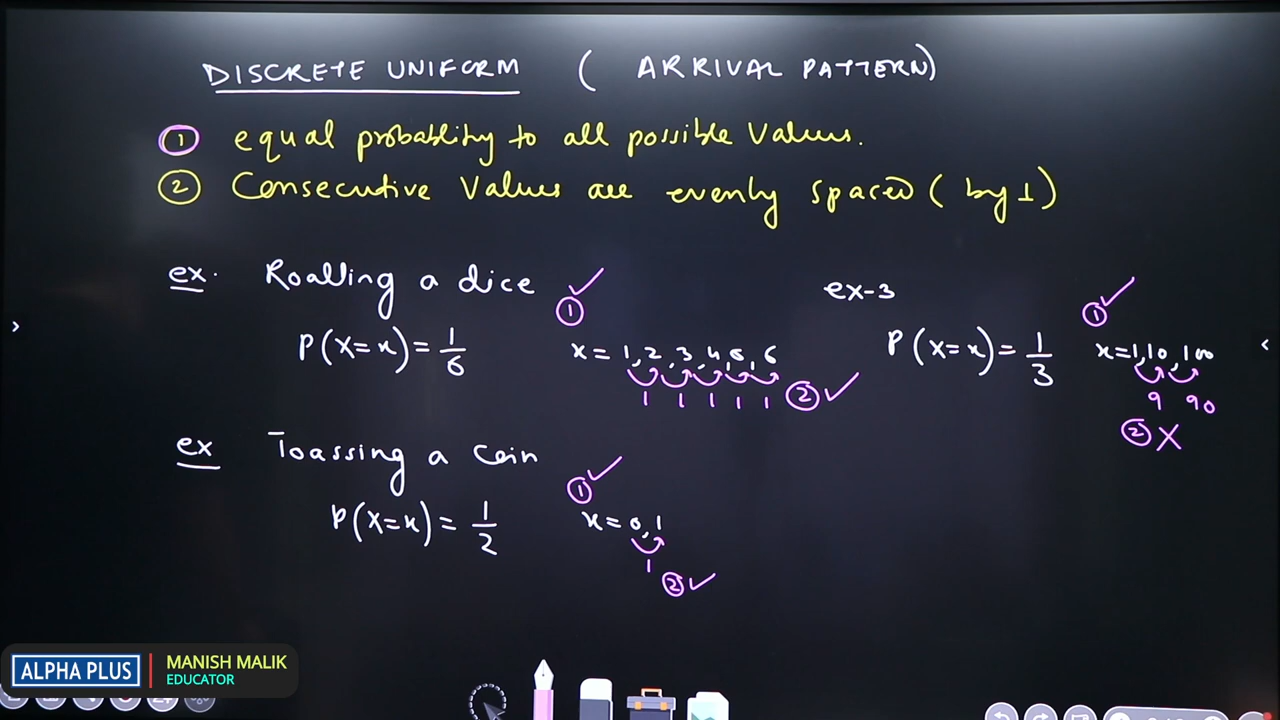 DISCRETE UNIFORM ( ARRIVAL PATTERN)
① equal probablity to all possible values.
② Consecutive values are evenly spaced (by 1)
ex. Roalling a dice ① ✓
P(X=x)=1/6 x=1,2,3,4,5,6
1 1 1 1 1 ② ✓
ex Toassing a coin ① ✓
P(X=x)=1/2 x=0,1
1
② ✓
ex-3 ① ✓
P(X=x)=1/3 x=1,10,100
9 90
② X
ALPHA PLUS
MANISH MALIK
EDUCATOR